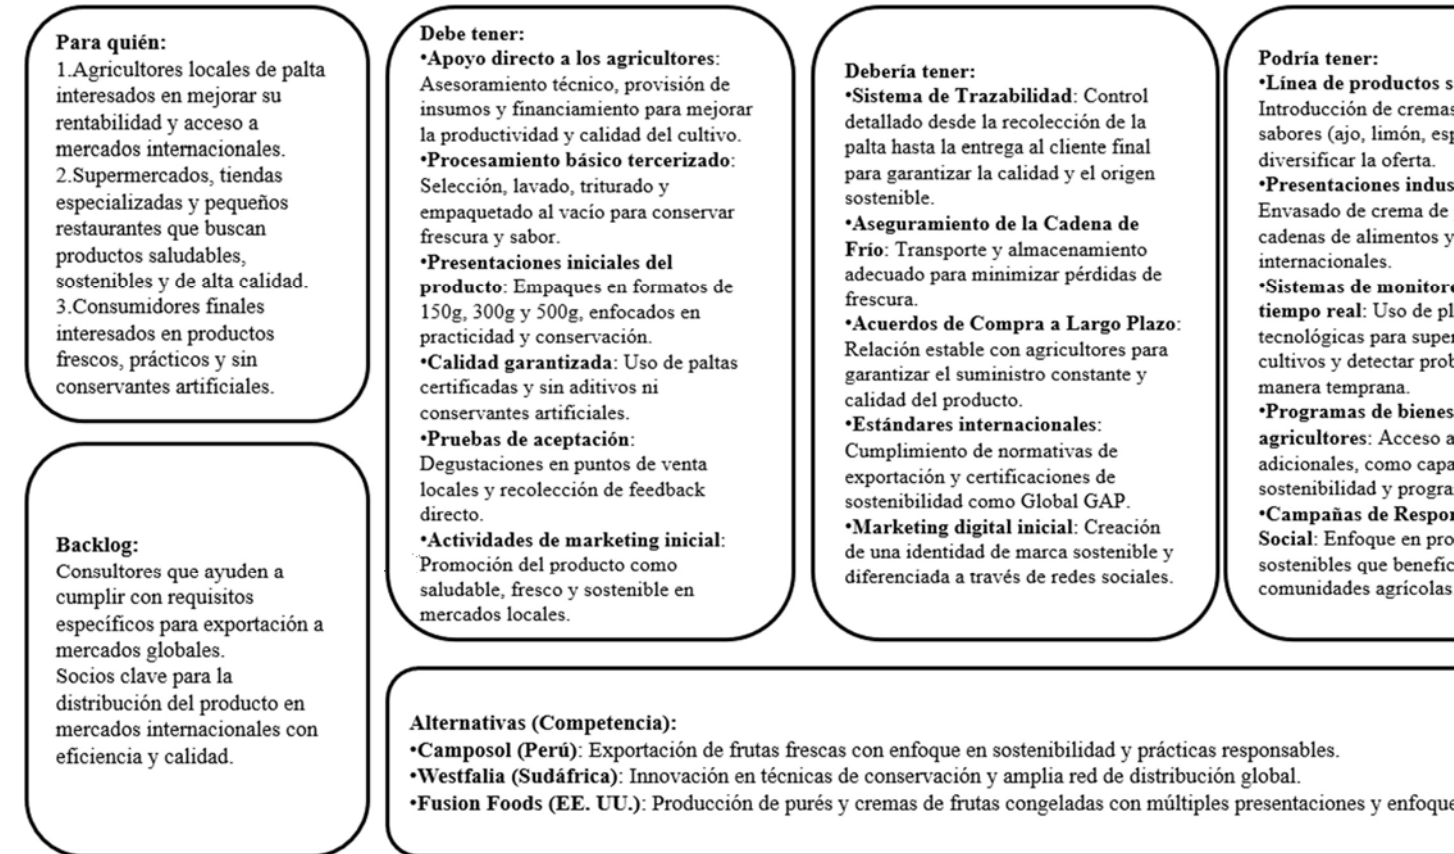 Para quién:
1.Agricultores locales de palta
interesados en mejorar su
rentabilidad y acceso a
mercados internacionales.
2.Supermercados, tiendas
especializadas y pequeños
restaurantes que buscan
productos saludables,
sostenibles y de alta calidad.
3.Consumidores finales
interesados en productos
frescos, prácticos y sin
conservantes artificiales.
Backlog:
Consultores que ayuden a
cumplir con requisitos
específicos para exportación a
mercados globales.
Socios clave para la
distribución del producto en
mercados internacionales con
eficiencia y calidad.
Debe tener:
•Apoyo directo a los agricultores:
Asesoramiento técnico, provisión de
insumos y financiamiento para mejorar
la productividad y calidad del cultivo.
•Procesamiento básico tercerizado:
Selección, lavado, triturado y
empaquetado al vacío para conservar
frescura y sabor.
•Presentaciones iniciales del
producto: Empaques en formatos de
150g, 300g y 500g, enfocados en
practicidad y conservación.
•Calidad garantizada: Uso de paltas
certificadas y sin aditivos ni
conservantes artificiales.
•Pruebas de aceptación:
Degustaciones en puntos de venta
locales y recolección de feedback
directo.
•Actividades de marketing inicial:
Promoción del producto como
saludable, fresco y sostenible en
mercados locales.
Debería tener:
•Sistema de Trazabilidad: Control
detallado desde la recolección de la
palta hasta la entrega al cliente final
para garantizar la calidad y el origen
sostenible.
•Aseguramiento de la Cadena de
Frío: Transporte y almacenamiento
adecuado para minimizar pérdidas de
frescura.
•Acuerdos de Compra a Largo Plazo:
Relación estable con agricultores para
garantizar el suministro constante y
calidad del producto.
•Estándares internacionales:
Cumplimiento de normativas de
exportación y certificaciones de
sostenibilidad como Global GAP.
•Marketing digital inicial: Creación
de una identidad de marca sostenible y
diferenciada a través de redes sociales.
Podría tener:
•Línea de productos
Introducción de cremas
sabores (ajo, limón,
diversificar la oferta.
•Presentaciones
Envasado de crema de
cadenas de alimentos y
internacionales.
•Sistemas de
tiempo real: Uso de
tecnológicas para
cultivos y detectar
manera temprana.
•Programas de
agricultores: Acceso a
adicionales, como
sostenibilidad y
•Campañas de
Social: Enfoque en
sostenibles que
comunidades agrícolas
Alternativas (Competencia):
•Camposol (Perú): Exportación de frutas frescas con enfoque en sostenibilidad y prácticas responsables.
•Westfalia (Sudáfrica): Innovación en técnicas de conservación y amplia red de distribución global.
•Fusion Foods (EE. UU.): Producción de purés y cremas de frutas congeladas con múltiples presentaciones y enfoque